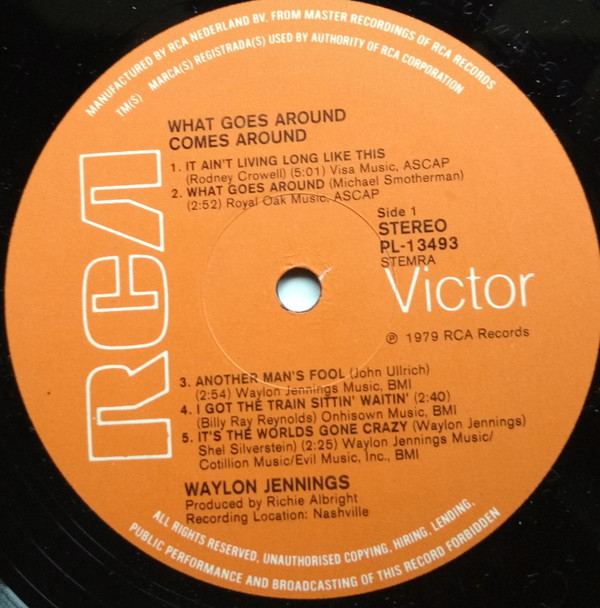 MANUFACTURED BY RCA NEDERLAND BV. FROM MASTER RECORDINGS OF RCA RECORDS
TM(S) MARCA(S) REGISTRADA(S) USED BY AUTHORITY OF RCA CORPORATION
WHAT GOES AROUND
COMES AROUND
1. IT AIN'T LIVING LONG LIKE THIS
(Rodney Crowell) (5:01) Visa Music, ASCAP
2. WHAT GOES AROUND (Michael Smotherman)
(2:52) Royal Oak Music, ASCAP
Side 1
STEREO
PL-13493
STEMRA
RCA
Victor
℗ 1979 RCA Records
3. ANOTHER MAN'S FOOL (John Ullrich)
(2:54) Waylon Jennings Music, BMI
4. I GOT THE TRAIN SITTIN' WAITIN' (2:40)
(Billy Ray Reynolds) Onhisown Music, BMI
5. IT'S THE WORLDS GONE CRAZY (Waylon Jennings)
Shel Silverstein) (2:25) Waylon Jennings Music/
Cotillion Music/Evil Music, Inc., BMI
WAYLON JENNINGS
Produced by Richie Albright
Recording Location: Nashville
ALL RIGHTS RESERVED, UNAUTHORISED COPYING, HIRING, LENDING,
PUBLIC PERFORMANCE AND BROADCASTING OF THIS RECORD FORBIDDEN